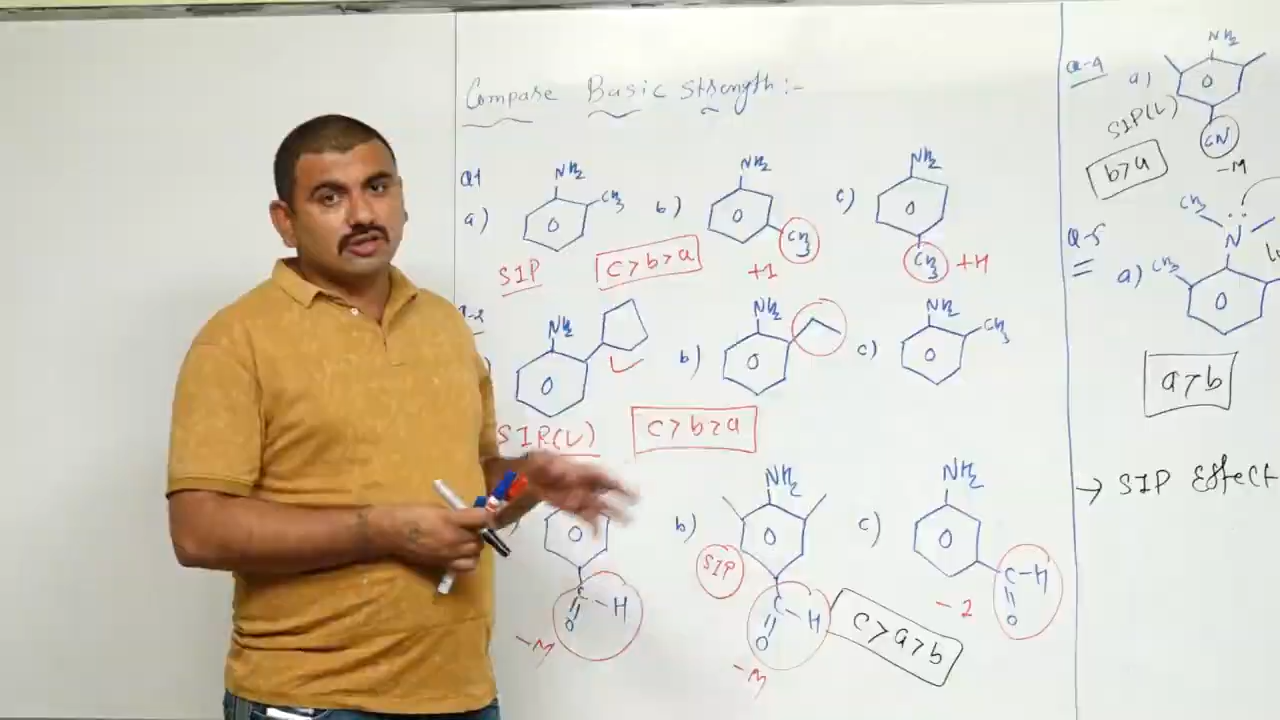 Compare Basic Strength:-
Q1
a)
NH2
CH3
b)
NH2
CH3
c)
NH2
CH3
SIP
c>b>a
+I
+H
NH2
b)
NH2
c)
NH2
CH3
SIP(L)
c>b>a
b)
NH2
c)
NH2
SIP
C-H
O
-M
C-H
O
-M
-I
C-H
O
c>a>b
Q-4
a)
NH2
SIP(L)
CN
-M
b>a
Q-5
a)
CH3
N
CH3
a>b
→ SIP Effect